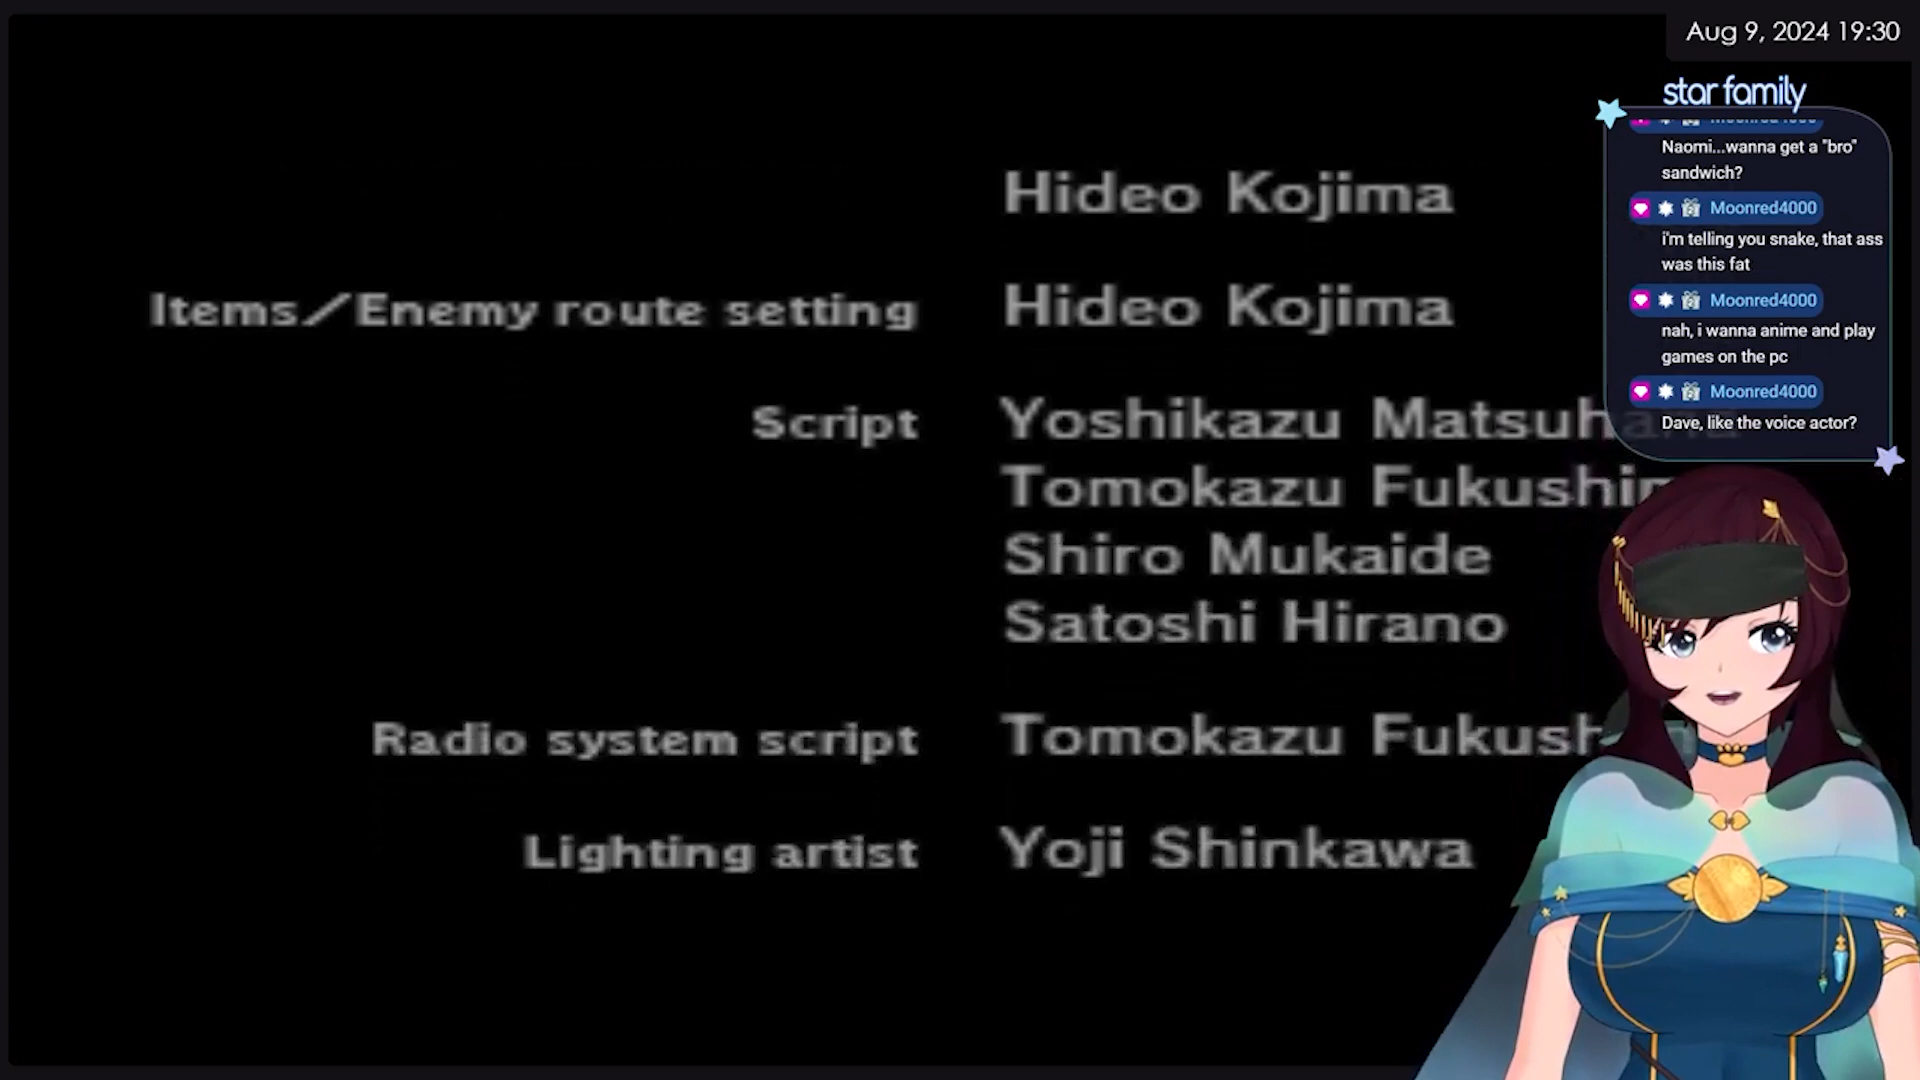 Aug 9, 2024 19:30
star family
Naomi...wanna get a "bro"
sandwich?
Moonred4000
i'm telling you snake, that ass
was this fat
Moonred4000
nah, i wanna anime and play
games on the pc
Moonred4000
Dave, like the voice actor?
Hideo Kojima
Items/Enemy route setting Hideo Kojima
Script Yoshikazu
Tomokazu
Shiro Mukaide
Satoshi Hirano
Radio system script Tomokazu
Lighting artist Yoji Shinkawa